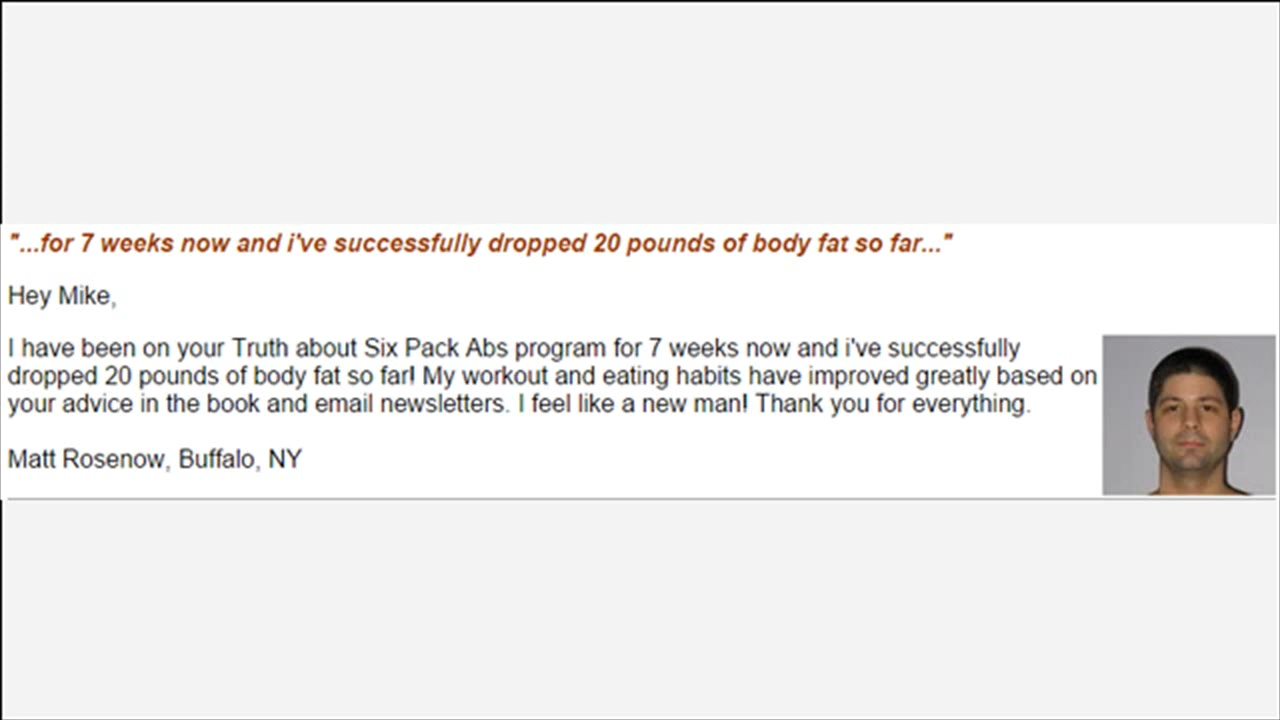 "...for 7 weeks now and i've successfully dropped 20 pounds of body fat so far..."
Hey Mike,
I have been on your Truth about Six Pack Abs program for 7 weeks now and i've successfully
dropped 20 pounds of body fat so far! My workout and eating habits have improved greatly based on
your advice in the book and email newsletters. I feel like a new man! Thank you for everything.
Matt Rosenow, Buffalo, NY